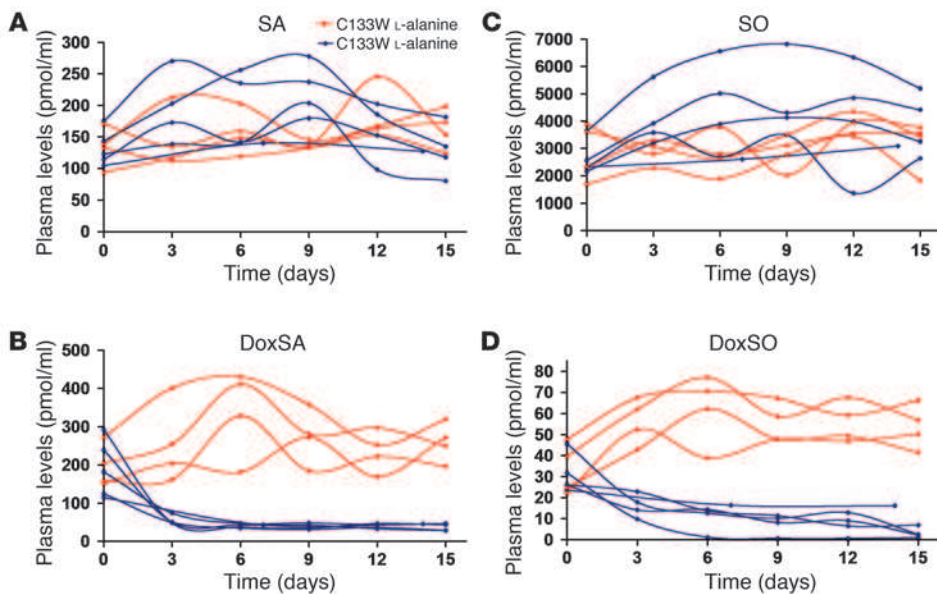 A
SA
C133W L-alanine
C133W L-alanine
Plasma levels (pmol/ml)
300
250
200
150
100
50
0
0 3 6 9 12 15
Time (days)
C
SO
Plasma levels (pmol/ml)
7000
6000
5000
4000
3000
2000
1000
0
0 3 6 9 12 15
Time (days)
B
DoxSA
Plasma levels (pmol/ml)
500
400
300
200
100
0
0 3 6 9 12 15
Time (days)
D
DoxSO
Plasma levels (pmol/ml)
80
70
60
50
40
30
20
10
0
0 3 6 9 12 15
Time (days)